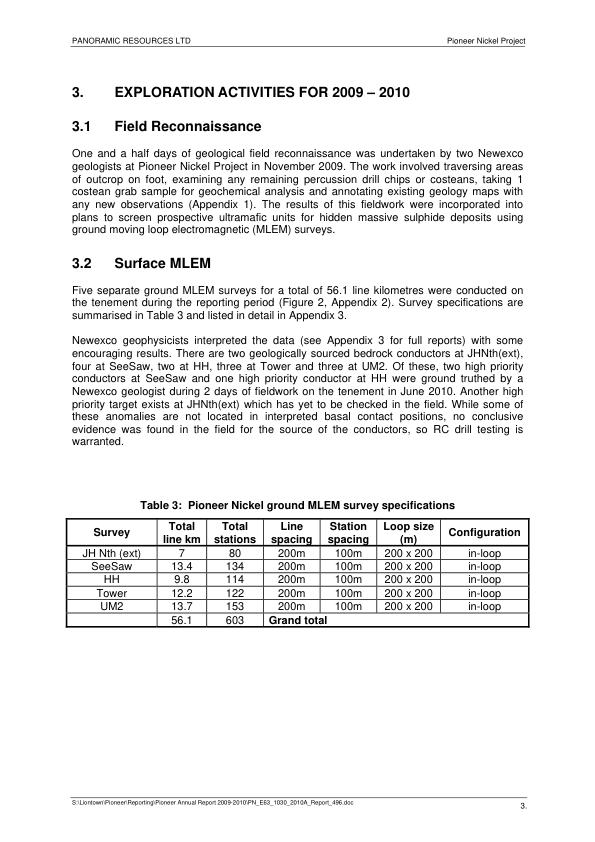 PANORAMIC RESOURCES LTD Pioneer Nickel Project
3. EXPLORATION ACTIVITIES FOR 2009 – 2010
3.1 Field Reconnaissance
One and a half days of geological field reconnaissance was undertaken by two Newexco
geologists at Pioneer Nickel Project in November 2009. The work involved traversing areas
of outcrop on foot, examining any remaining percussion drill chips or costeans, taking 1
costean grab sample for geochemical analysis and annotating existing geology maps with
any new observations (Appendix 1). The results of this fieldwork were incorporated into
plans to screen prospective ultramafic units for hidden massive sulphide deposits using
ground moving loop electromagnetic (MLEM) surveys.
3.2 Surface MLEM
Five separate ground MLEM surveys for a total of 56.1 line kilometres were conducted on
the tenement during the reporting period (Figure 2, Appendix 2). Survey specifications are
summarised in Table 3 and listed in detail in Appendix 3.
Newexco geophysicists interpreted the data (see Appendix 3 for full reports) with some
encouraging results. There are two geologically sourced bedrock conductors at JHNth(ext),
four at SeeSaw, two at HH, three at Tower and three at UM2. Of these, two high priority
conductors at SeeSaw and one high priority conductor at HH were ground truthed by a
Newexco geologist during 2 days of fieldwork on the tenement in June 2010. Another high
priority target exists at JHNth(ext) which has yet to be checked in the field. While some of
these anomalies are not located in interpreted basal contact positions, no conclusive
evidence was found in the field for the source of the conductors, so RC drill testing is
warranted.
Table 3: Pioneer Nickel ground MLEM survey specifications
Survey Total line km Total stations Line spacing Station spacing Loop size (m) Configuration
JH Nth (ext) 7 80 200m 100m 200 x 200 in-loop
SeeSaw 13.4 134 200m 100m 200 x 200 in-loop
HH 9.8 114 200m 100m 200 x 200 in-loop
Tower 12.2 122 200m 100m 200 x 200 in-loop
UM2 13.7 153 200m 100m 200 x 200 in-loop
56.1 603 Grand total
S:\Liontown\Pioneer\Reporting\Pioneer Annual Report 2009-2010\PN_E63_1030_2010A_Report_496.doc 3.